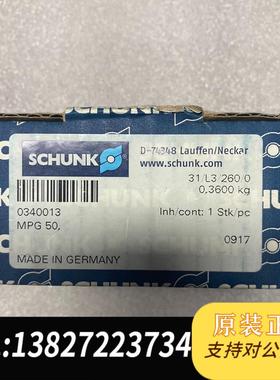 D-74348 Lauffen/Neckar
SCHUNK
www.schunk.com
31/L3/260/0
0,3600 kg
0340013
Inh/cont: 1 Stk/pc
MPG 50,
0917
MADE IN GERMANY
原装正
:13827223734
支持对公